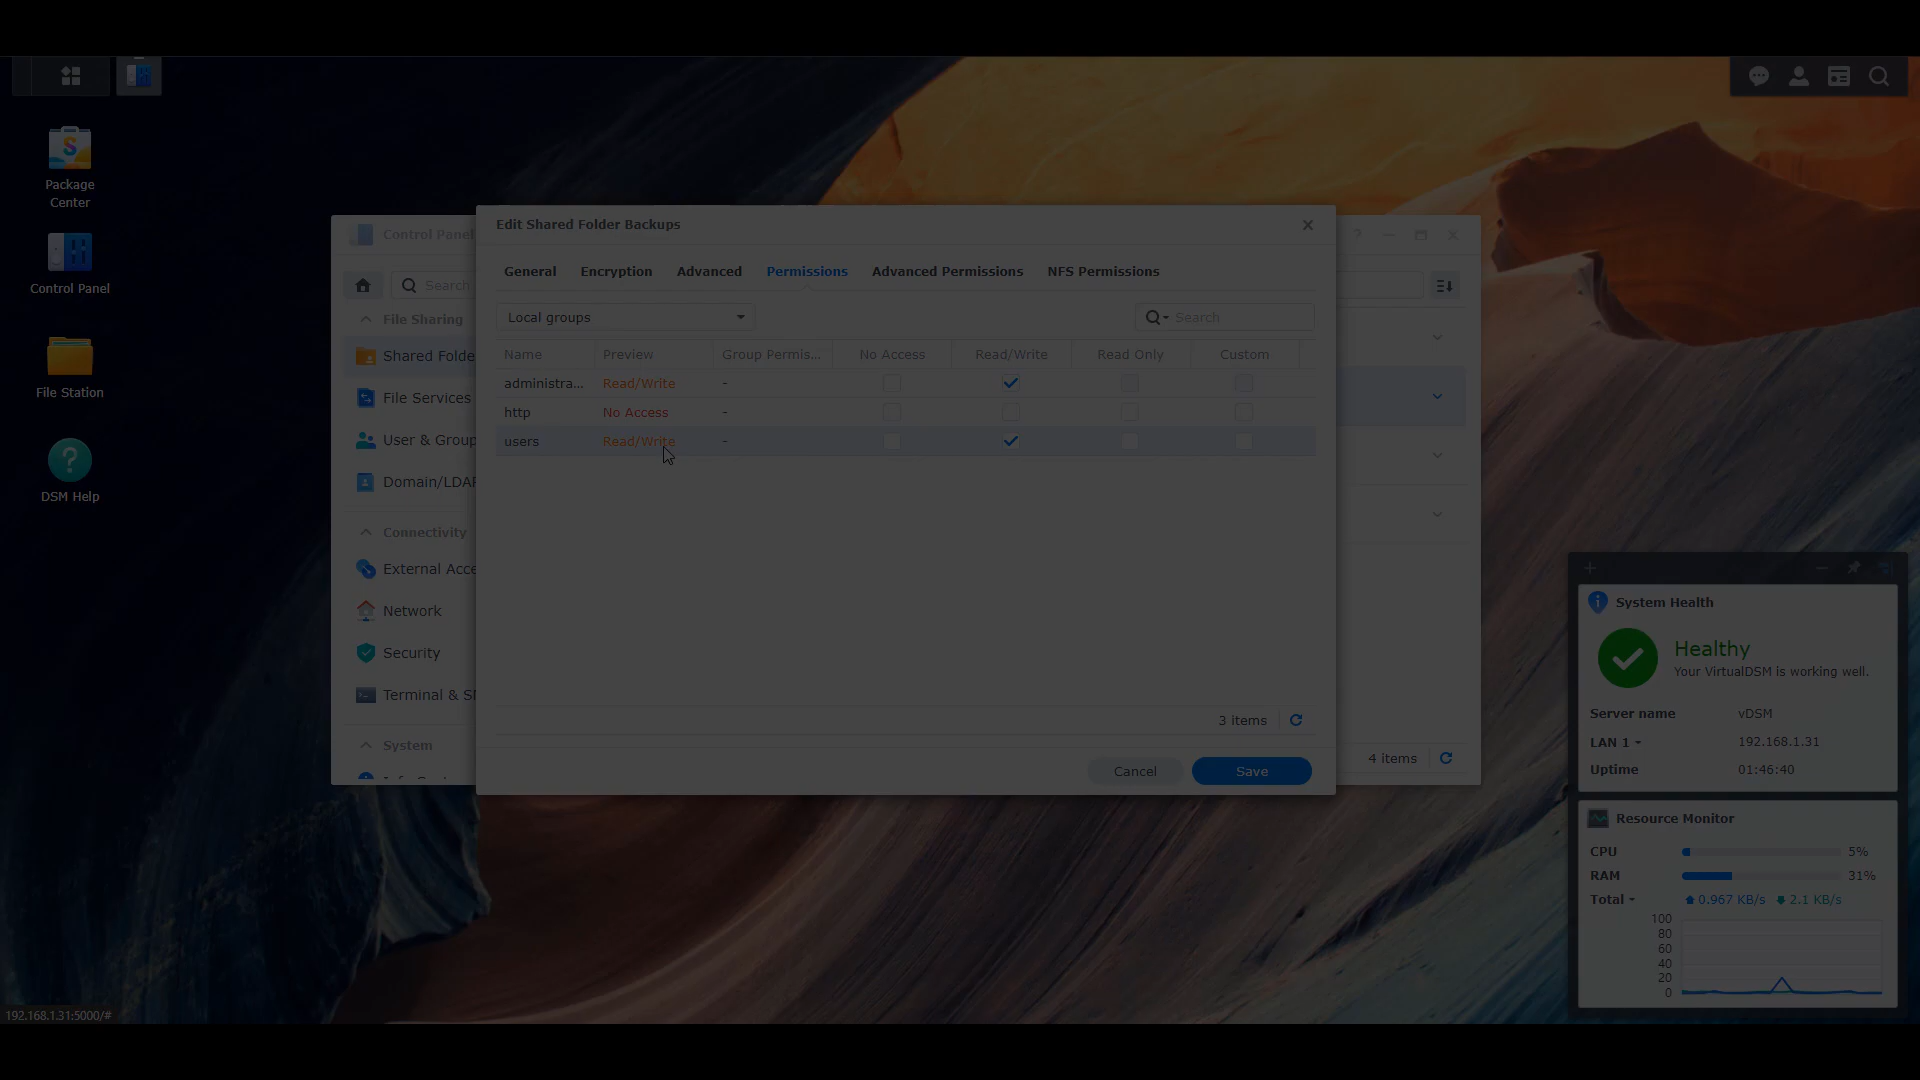 Package
Center
Control Panel
File Station
DSM Help
Control Panel
Search
File Sharing
Shared Folde
File Services
User & Group
Domain/LDAP
Connectivity
External Acce
Network
Security
Terminal & SN
System
4 items
Edit Shared Folder Backups
General Encryption Advanced Permissions Advanced Permissions NFS Permissions
Local groups Search
Name Preview Group Permis... No Access Read/Write Read Only Custom
administra... Read/Write -
http No Access -
users Read/Write -
3 items
Cancel Save
System Health
Healthy
Your VirtualDSM is working well.
Server name vDSM
LAN 1 192.168.1.31
Uptime 01:46:40
Resource Monitor
CPU 5%
RAM 31%
Total 0.967 KB/s 2.1 KB/s
100
80
60
40
20
0
192.168.1.31:5000/#